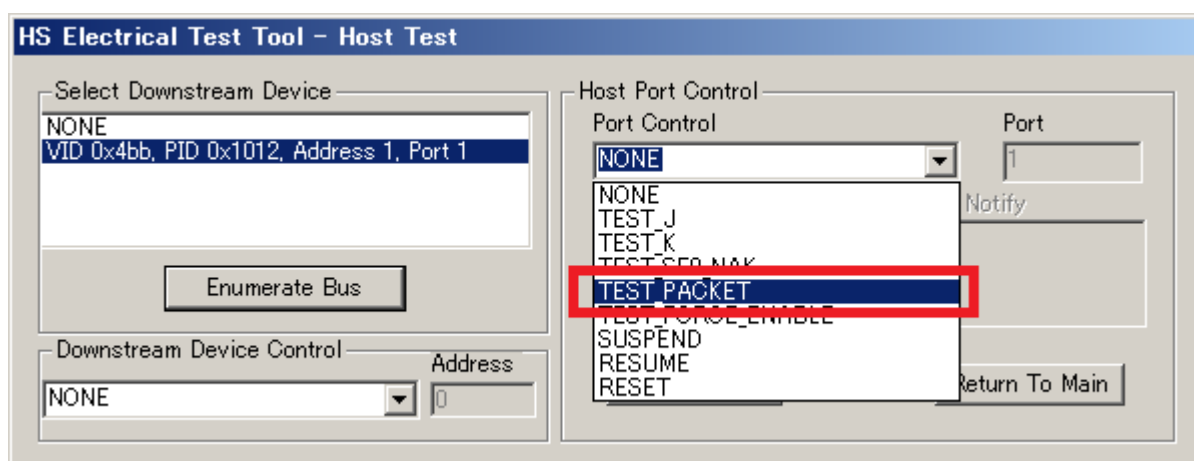 HS Electrical Test Tool - Host Test
Select Downstream Device
NONE
VID 0x4bb, PID 0x1012, Address 1, Port 1
Enumerate Bus
Downstream Device Control
Address
NONE
0
Host Port Control
Port Control
Port
NONE
1
NONE
TEST_J
TEST_K
TEST_SE0_NAK
TEST_PACKET
TEST_FORCE_ENABLE
SUSPEND
RESUME
RESET
Notify
Return To Main